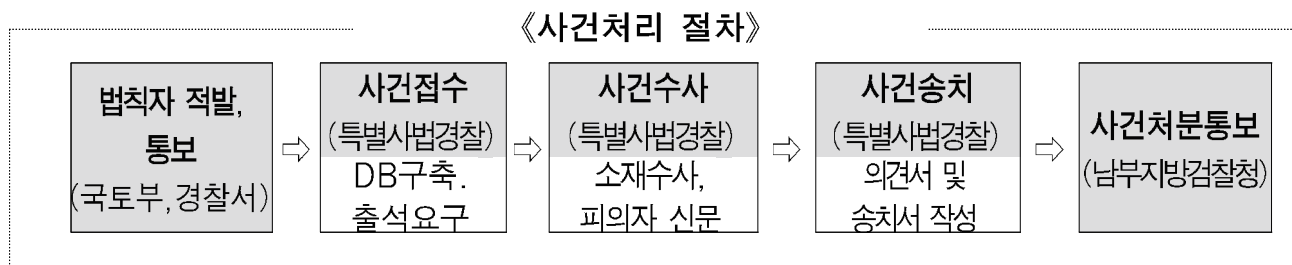 《사건처리 절차》
법칙자 적발,
통보
(국토부,경찰서)
사건접수
(특별사법경찰)
DB구축.
출석요구
사건수사
(특별사법경찰)
소재수사,
피의자 신문
사건송치
(특별사법경찰)
의견서 및
송치서 작성
사건처분통보
(남부지방검찰청)